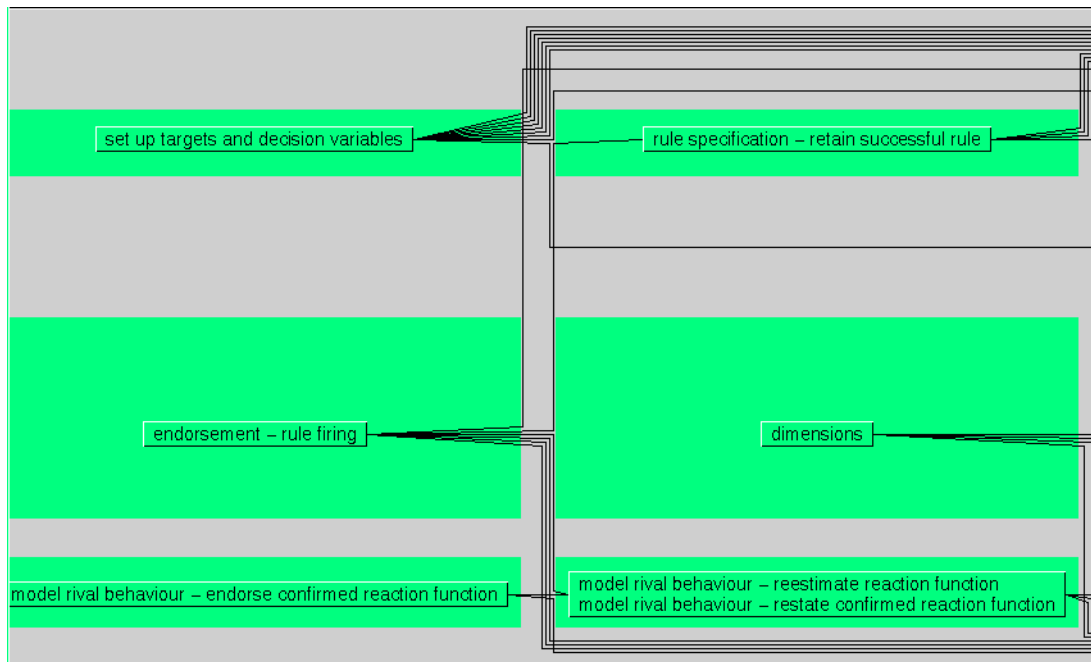 set up targets and decision variables
rule specification – retain successful rule
endorsement – rule firing
dimensions
model rival behaviour – endorse confirmed reaction function
model rival behaviour – reestimate reaction function
model rival behaviour – restate confirmed reaction function